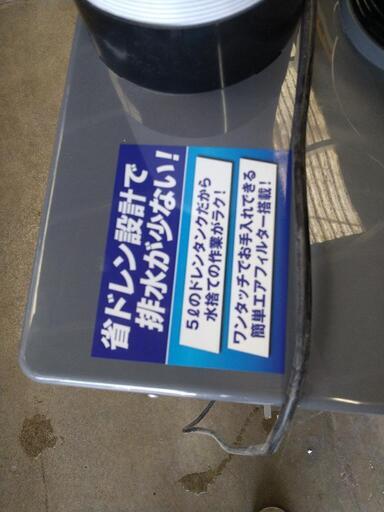 省ドレン設計で
排水が少ない!
5ℓのドレンタンクだから
水捨ての作業がラク!
ワンタッチでお手入れできる
簡単エアフィルター搭載!